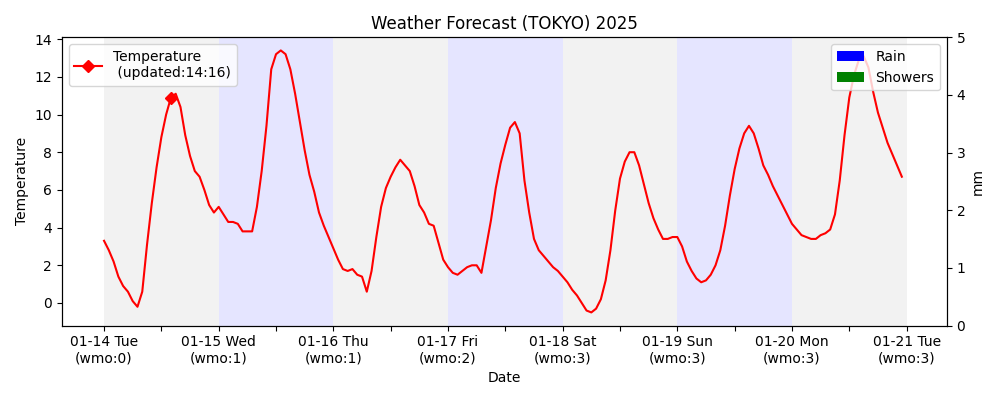 Weather Forecast (TOKYO) 2025
Temperature
(updated:14:16)
Rain
Showers
14
12
10
8
6
4
2
0
Temperature
5
4
3
2
1
0
mm
01-14 Tue
(wmo:0)
01-15 Wed
(wmo:1)
01-16 Thu
(wmo:1)
01-17 Fri
(wmo:2)
01-18 Sat
(wmo:3)
01-19 Sun
(wmo:3)
01-20 Mon
(wmo:3)
01-21 Tue
(wmo:3)
Date